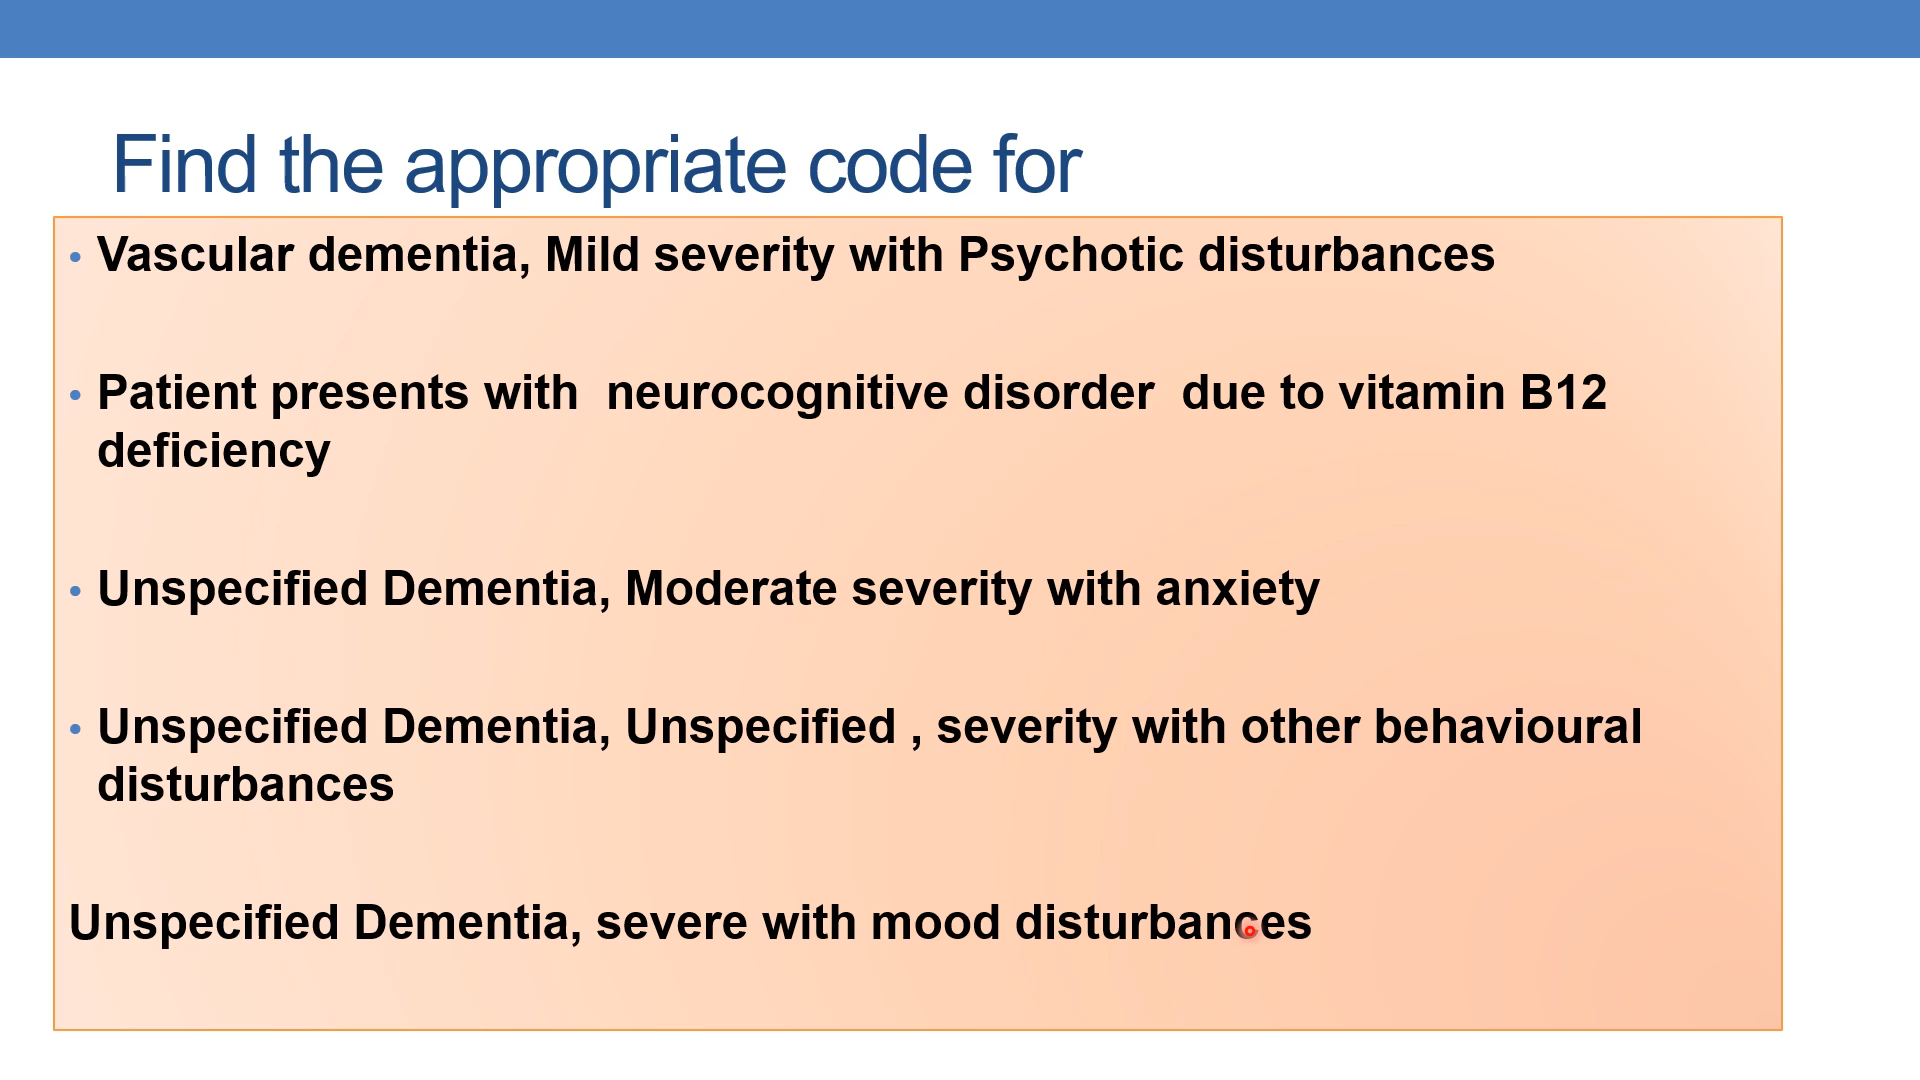 Find the appropriate code for
• Vascular dementia, Mild severity with Psychotic disturbances
• Patient presents with  neurocognitive disorder  due to vitamin B12
deficiency
• Unspecified Dementia, Moderate severity with anxiety
• Unspecified Dementia, Unspecified , severity with other behavioural
disturbances
Unspecified Dementia, severe with mood disturbances